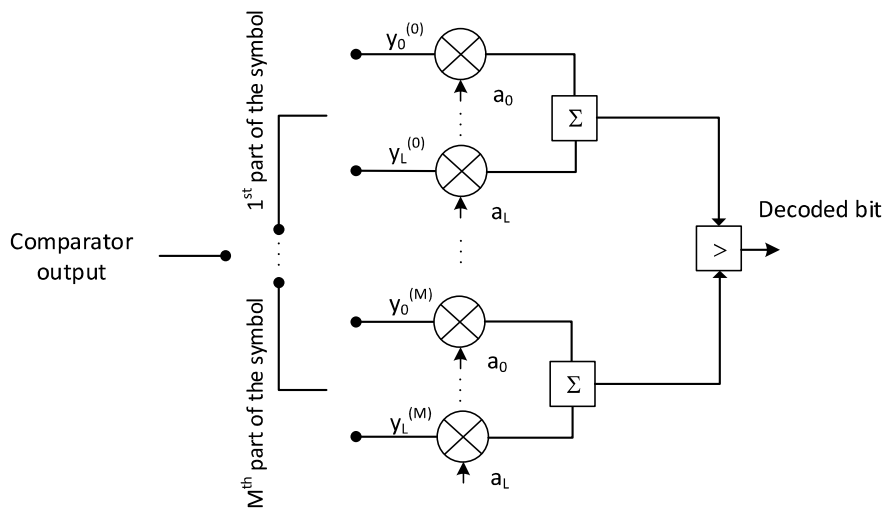 1st part of the symbol
y0(0)
a0
Σ
yL(0)
aL
Comparator
output
>
Decoded bit
Mth part of the symbol
y0(M)
a0
Σ
yL(M)
aL